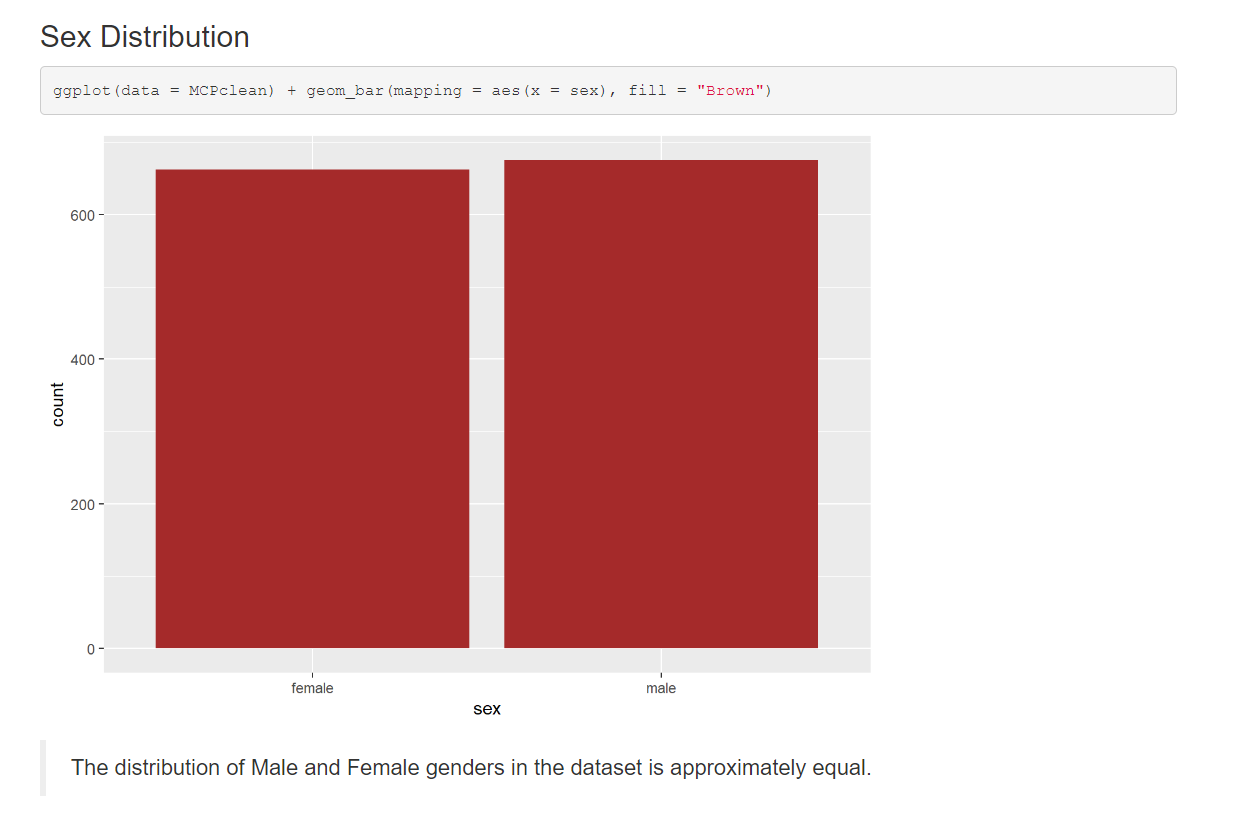 Sex Distribution
ggplot(data = MCPclean) + geom_bar(mapping = aes(x = sex), fill = "Brown")
600
400
200
0
count
female
male
sex
The distribution of Male and Female genders in the dataset is approximately equal.